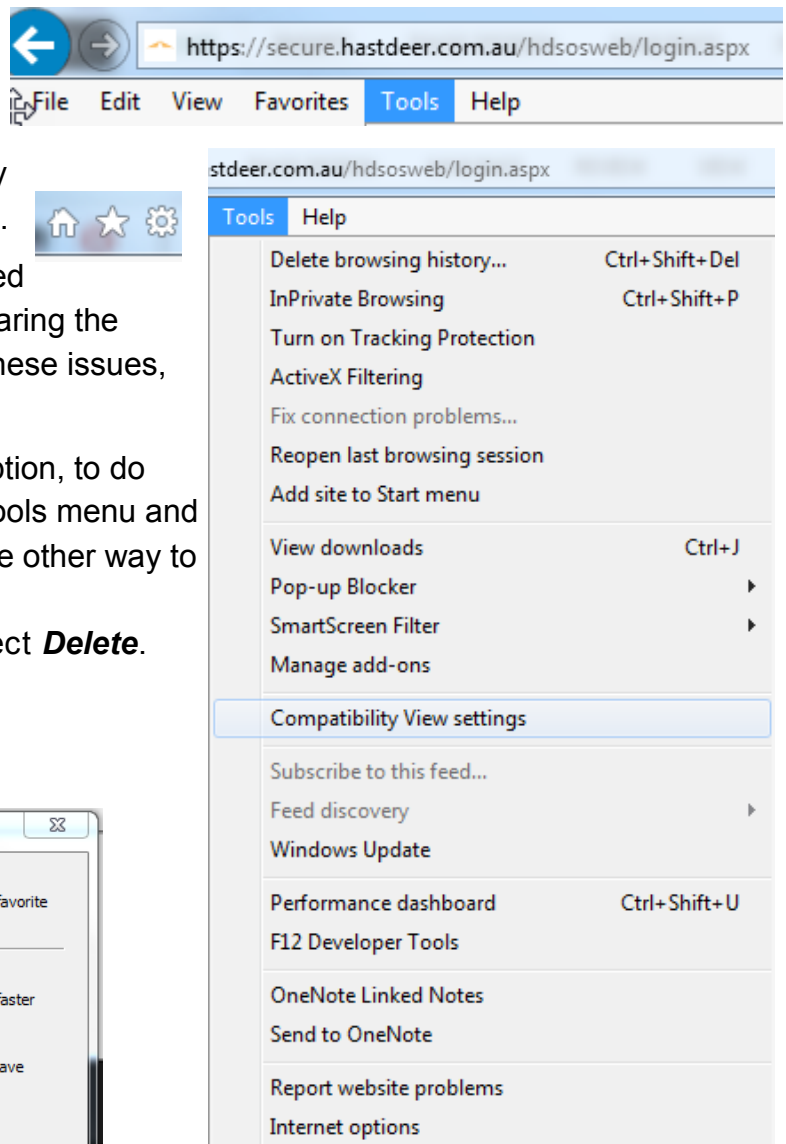 https://secure.hastdeer.com.au/hdsosweb/login.aspx
File Edit View Favorites Tools Help
stdeer.com.au/hdsosweb/login.aspx
Tools Help
Delete browsing history... Ctrl+Shift+Del
InPrivate Browsing Ctrl+Shift+P
Turn on Tracking Protection
ActiveX Filtering
Fix connection problems...
Reopen last browsing session
Add site to Start menu
View downloads Ctrl+J
Pop-up Blocker
SmartScreen Filter
Manage add-ons
Compatibility View settings
Subscribe to this feed...
Feed discovery
Windows Update
Performance dashboard Ctrl+Shift+U
F12 Developer Tools
OneNote Linked Notes
Send to OneNote
Report website problems
Internet options
y
.
ed
aring the
hese issues,
otion, to do
ools menu and
e other way to
ect Delete.
favorite
faster
ave